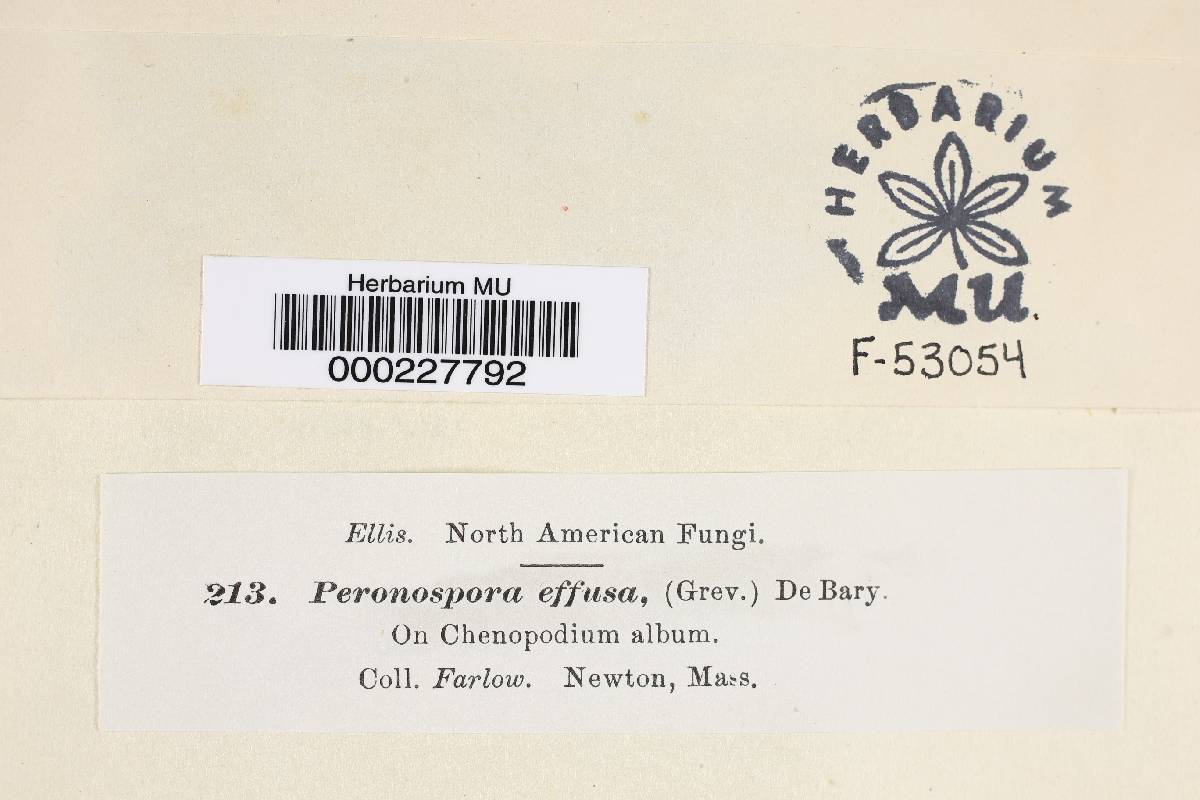 HERBARIUM
MU.
F-53054
Herbarium MU
000227792
Ellis. North American Fungi.
213. Peronospora effusa, (Grev.) De Bary.
On Chenopodium album.
Coll. Farlow. Newton, Mass.